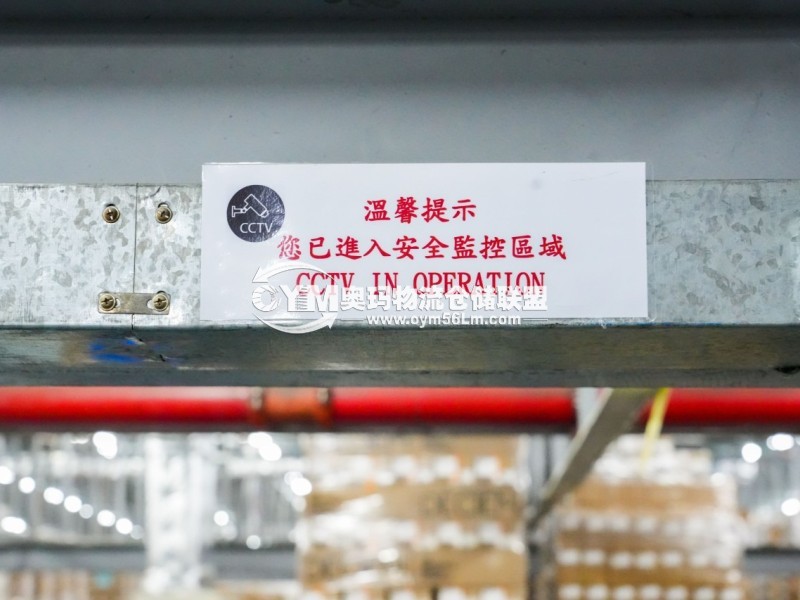 溫馨提示
CCTV
您已進入安全監控區域
CCTV IN OPERATION
OYM奥玛物流仓储联盟
www.oym56Lm.com